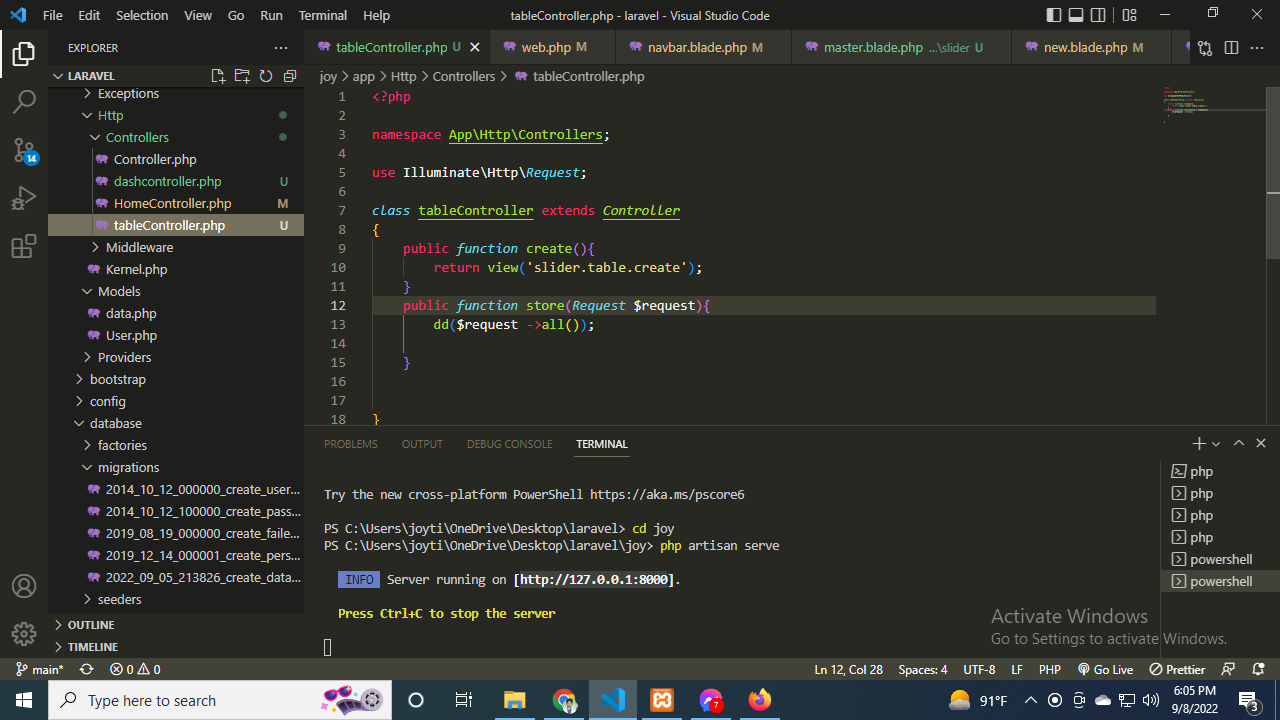 File Edit Selection View Go Run Terminal Help tableController.php - laravel - Visual Studio Code
EXPLORER
LARAVEL
Exceptions
Http
Controllers
Controller.php
dashcontroller.php U
HomeController.php M
tableController.php U
Middleware
Kernel.php
Models
data.php
User.php
Providers
bootstrap
config
database
factories
migrations
2014_10_12_000000_create_user...
2014_10_12_100000_create_pass...
2019_08_19_000000_create_faile...
2019_12_14_000001_create_pers...
2022_09_05_213826_create_data...
seeders
OUTLINE
TIMELINE
14
tableController.php U web.php M navbar.blade.php M master.blade.php ...\slider U new.blade.php M
joy > app > Http > Controllers > tableController.php
1 <?php
2
3 namespace App\Http\Controllers;
4
5 use Illuminate\Http\Request;
6
7 class tableController extends Controller
8 {
9 public function create(){
10 return view('slider.table.create');
11 }
12 public function store(Request $request){
13 dd($request ->all());
14
15 }
16
17
18 }
PROBLEMS OUTPUT DEBUG CONSOLE TERMINAL
Try the new cross-platform PowerShell https://aka.ms/pscore6
PS C:\Users\joyti\OneDrive\Desktop\laravel> cd joy
PS C:\Users\joyti\OneDrive\Desktop\laravel\joy> php artisan serve
INFO Server running on [http://127.0.0.1:8000].
Press Ctrl+C to stop the server
php
php
php
php
powershell
powershell
Activate Windows
Go to Settings to activate Windows.
main* 0 0 Ln 12, Col 28 Spaces: 4 UTF-8 LF PHP Go Live Prettier
Type here to search 7 91°F 6:05 PM
9/8/2022 3